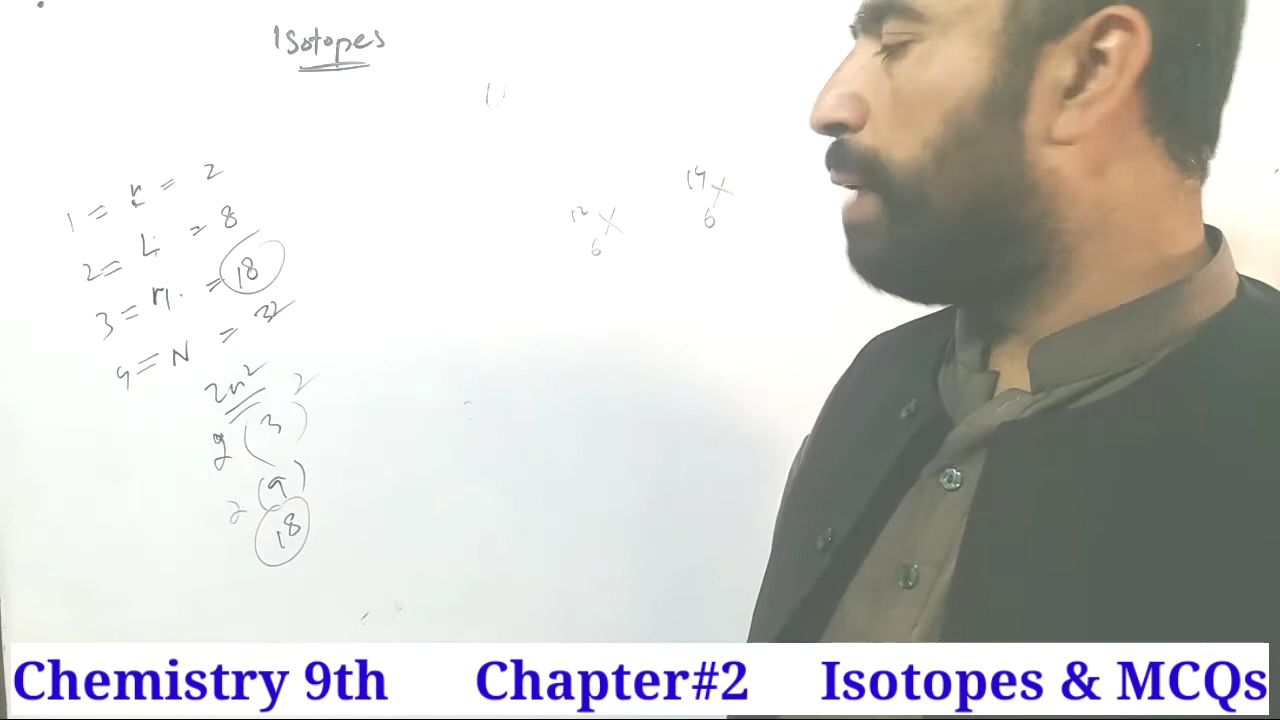 Isotopes
1 = K = 2
2 = L = 8
3 = M = 18
4 = N = 32
2n²
2 (3)²
2 (9)
18
12 X 6
14 X 6
Chemistry 9th Chapter#2 Isotopes & MCQs